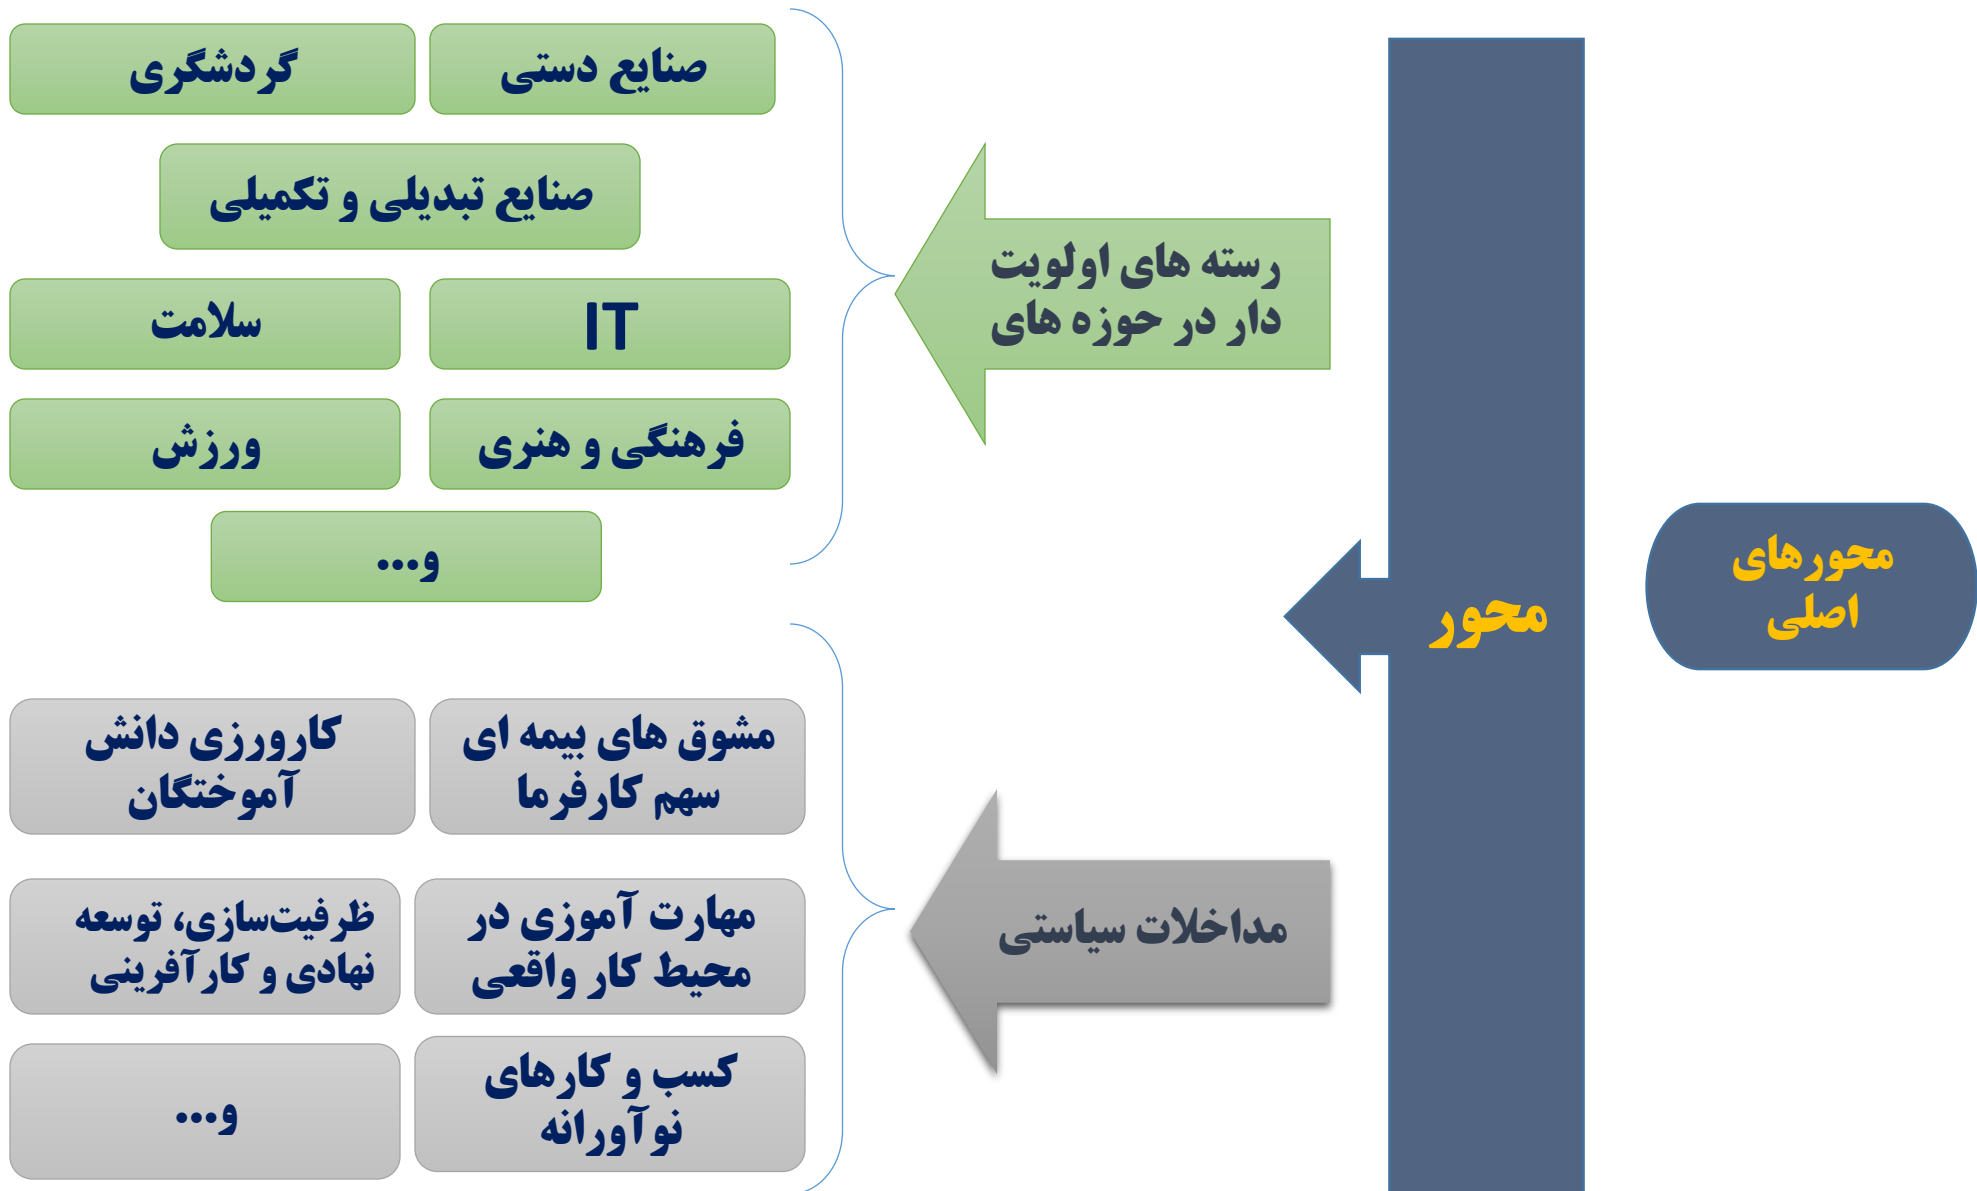 محورهای
اصلی
محور
رسته های اولویت
دار در حوزه های
صنایع دستی
گردشگری
صنایع تبدیلی و تکمیلی
IT
سلامت
فرهنگی و هنری
ورزش
و...
مداخلات سیاستی
مشوق های بیمه ای
سهم کارفرما
کارورزی دانش
آموختگان
مهارت آموزی در
محیط کار واقعی
ظرفیت‌سازی، توسعه
نهادی و کارآفرینی
کسب و کارهای
نوآورانه
و...